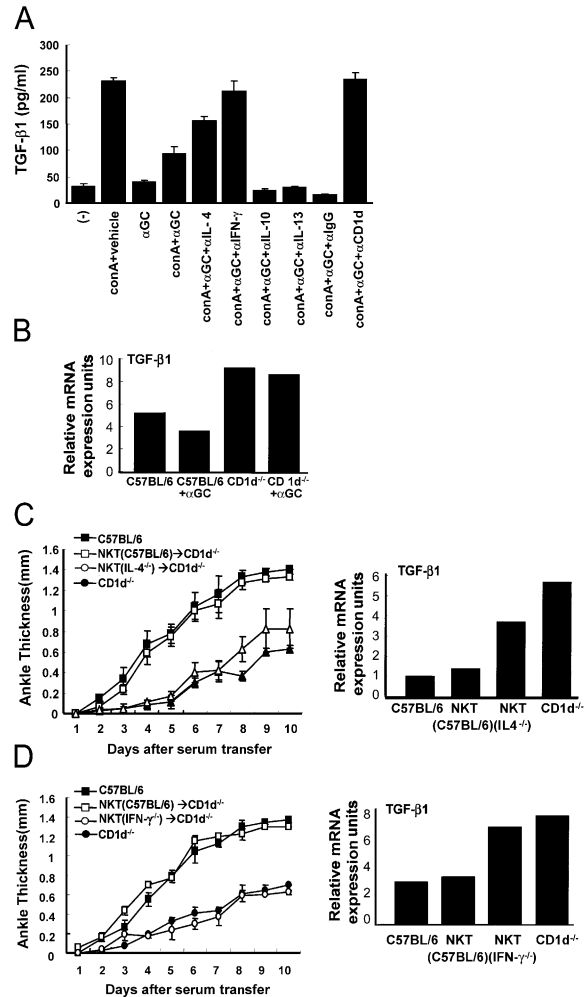 A
TGF-β1 (pg/ml)
300
250
200
150
100
50
0
(-)
conA+vehicle
αGC
conA+αGC
conA+αGC+αIL- 4
conA+αGC+αIFN-γ
conA+αGC+αIL-10
conA+αGC+αIL-13
conA+αGC+αIgG
conA+αGC+αCD1d
B
Relative mRNA
expression units
TGF-β1
10
8
6
4
2
0
C57BL/6
C57BL/6
+αGC
CD1d-/-
CD 1d-/-
+αGC
C
C57BL/6
NKT(C57BL/6)→CD1d-/-
NKT(IL-4-/-) →CD1d-/-
CD1d-/-
Ankle Thickness(mm)
1.6
1.4
1.2
1
0.8
0.6
0.4
0.2
0
1 2 3 4 5 6 7 8 9 10
Days after serum transfer
Relative mRNA
expression units
TGF-β1
6
5
4
3
2
1
0
C57BL/6 NKT NKT CD1d-/-
(C57BL/6)(IL4-/-)
D
C57BL/6
NKT(C57BL/6) →CD1d-/-
NKT(IFN-γ-/-) →CD1d-/-
CD1d-/-
Ankle Thickness(mm)
1.6
1.2
0.8
0.4
0
1 2 3 4 5 6 7 8 9 10
Days after serum transfer
Relative mRNA
expression units
TGF-β1
8
6
4
2
0
C57BL/6 NKT NKT CD1d-/-
(C57BL/6)(IFN-γ-/-)